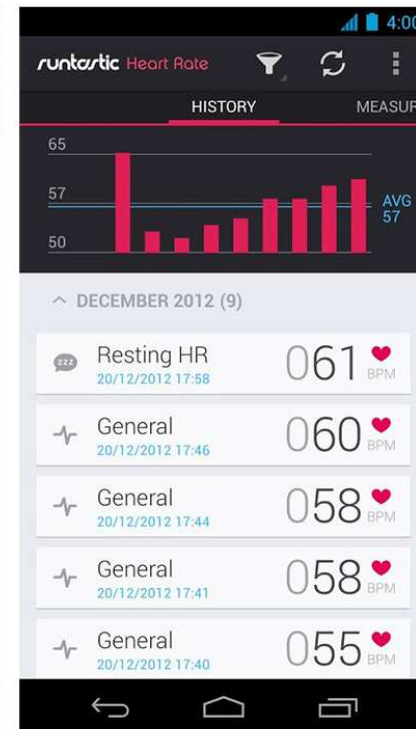 4:00
runtastic Heart Rate
HISTORY MEASUR
65
57
AVG
57
50
DECEMBER 2012 (9)
zzz
Resting HR
20/12/2012 17:58
061
BPM
General
20/12/2012 17:46
060
BPM
General
20/12/2012 17:44
058
BPM
General
20/12/2012 17:41
058
BPM
General
20/12/2012 17:40
055
BPM